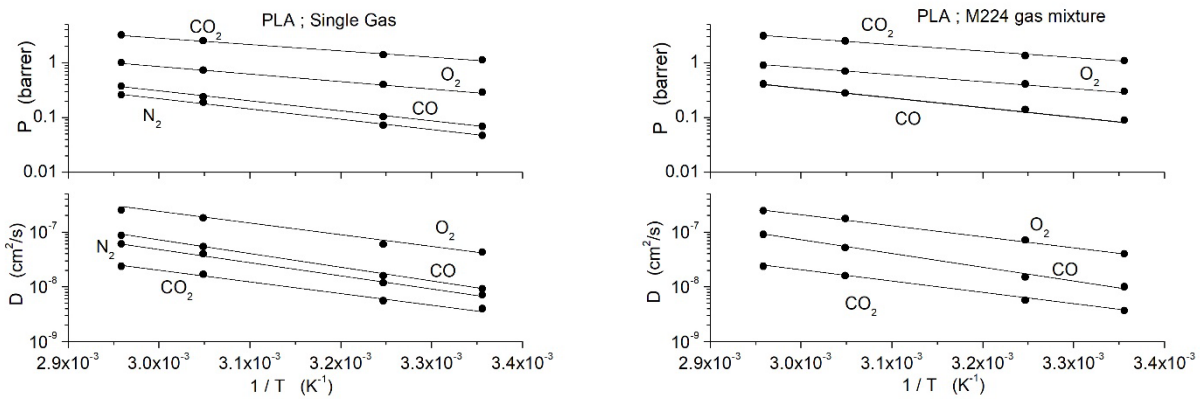 PLA ; Single Gas
CO2
1
O2
P (barrer)
0.1
CO
N2
0.01
10-7
O2
N2
D (cm2/s)
CO
10-8
CO2
10-9
2.9x10-3 3.0x10-3 3.1x10-3 3.2x10-3 3.3x10-3 3.4x10-3
1 / T (K-1)
PLA ; M224 gas mixture
CO2
1
O2
P (barrer)
0.1
CO
0.01
10-7
O2
D (cm2/s)
CO
10-8
CO2
10-9
2.9x10-3 3.0x10-3 3.1x10-3 3.2x10-3 3.3x10-3 3.4x10-3
1 / T (K-1)